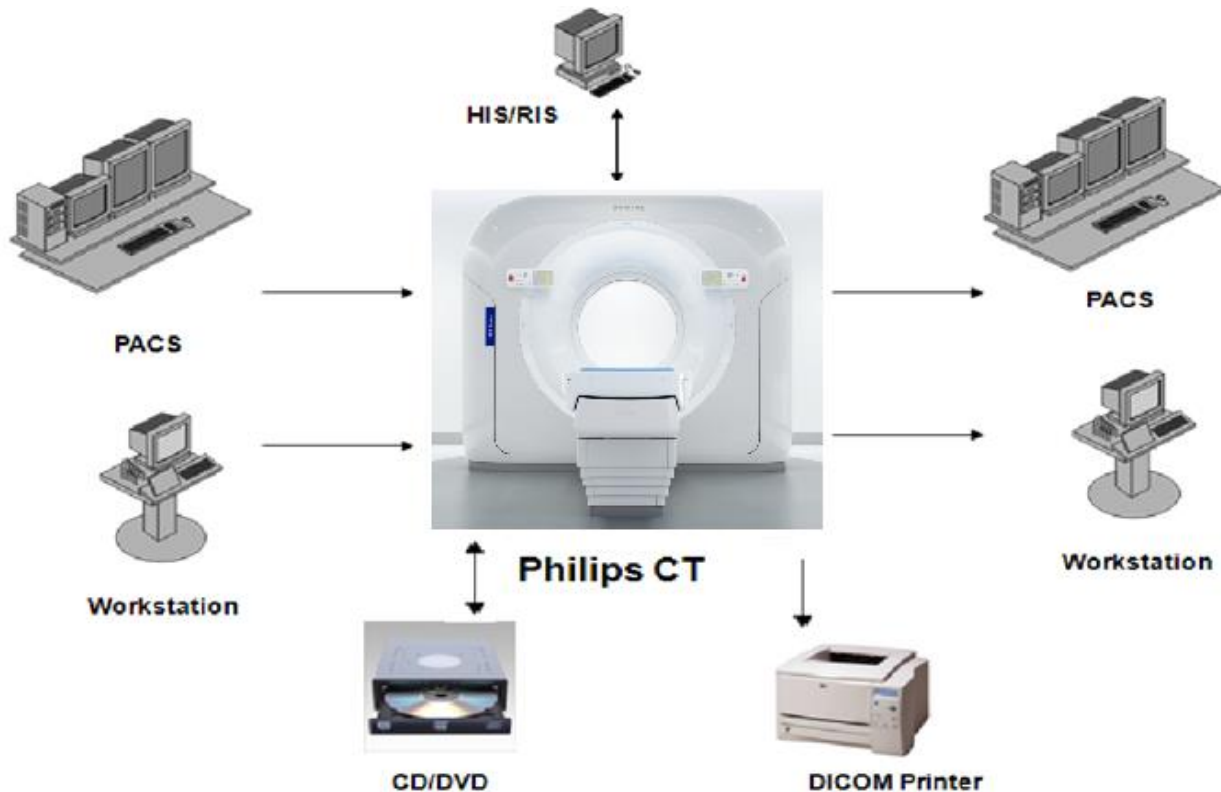 HIS/RIS
PACS
PACS
Philips CT
Workstation
Workstation
CD/DVD
DICOM Printer